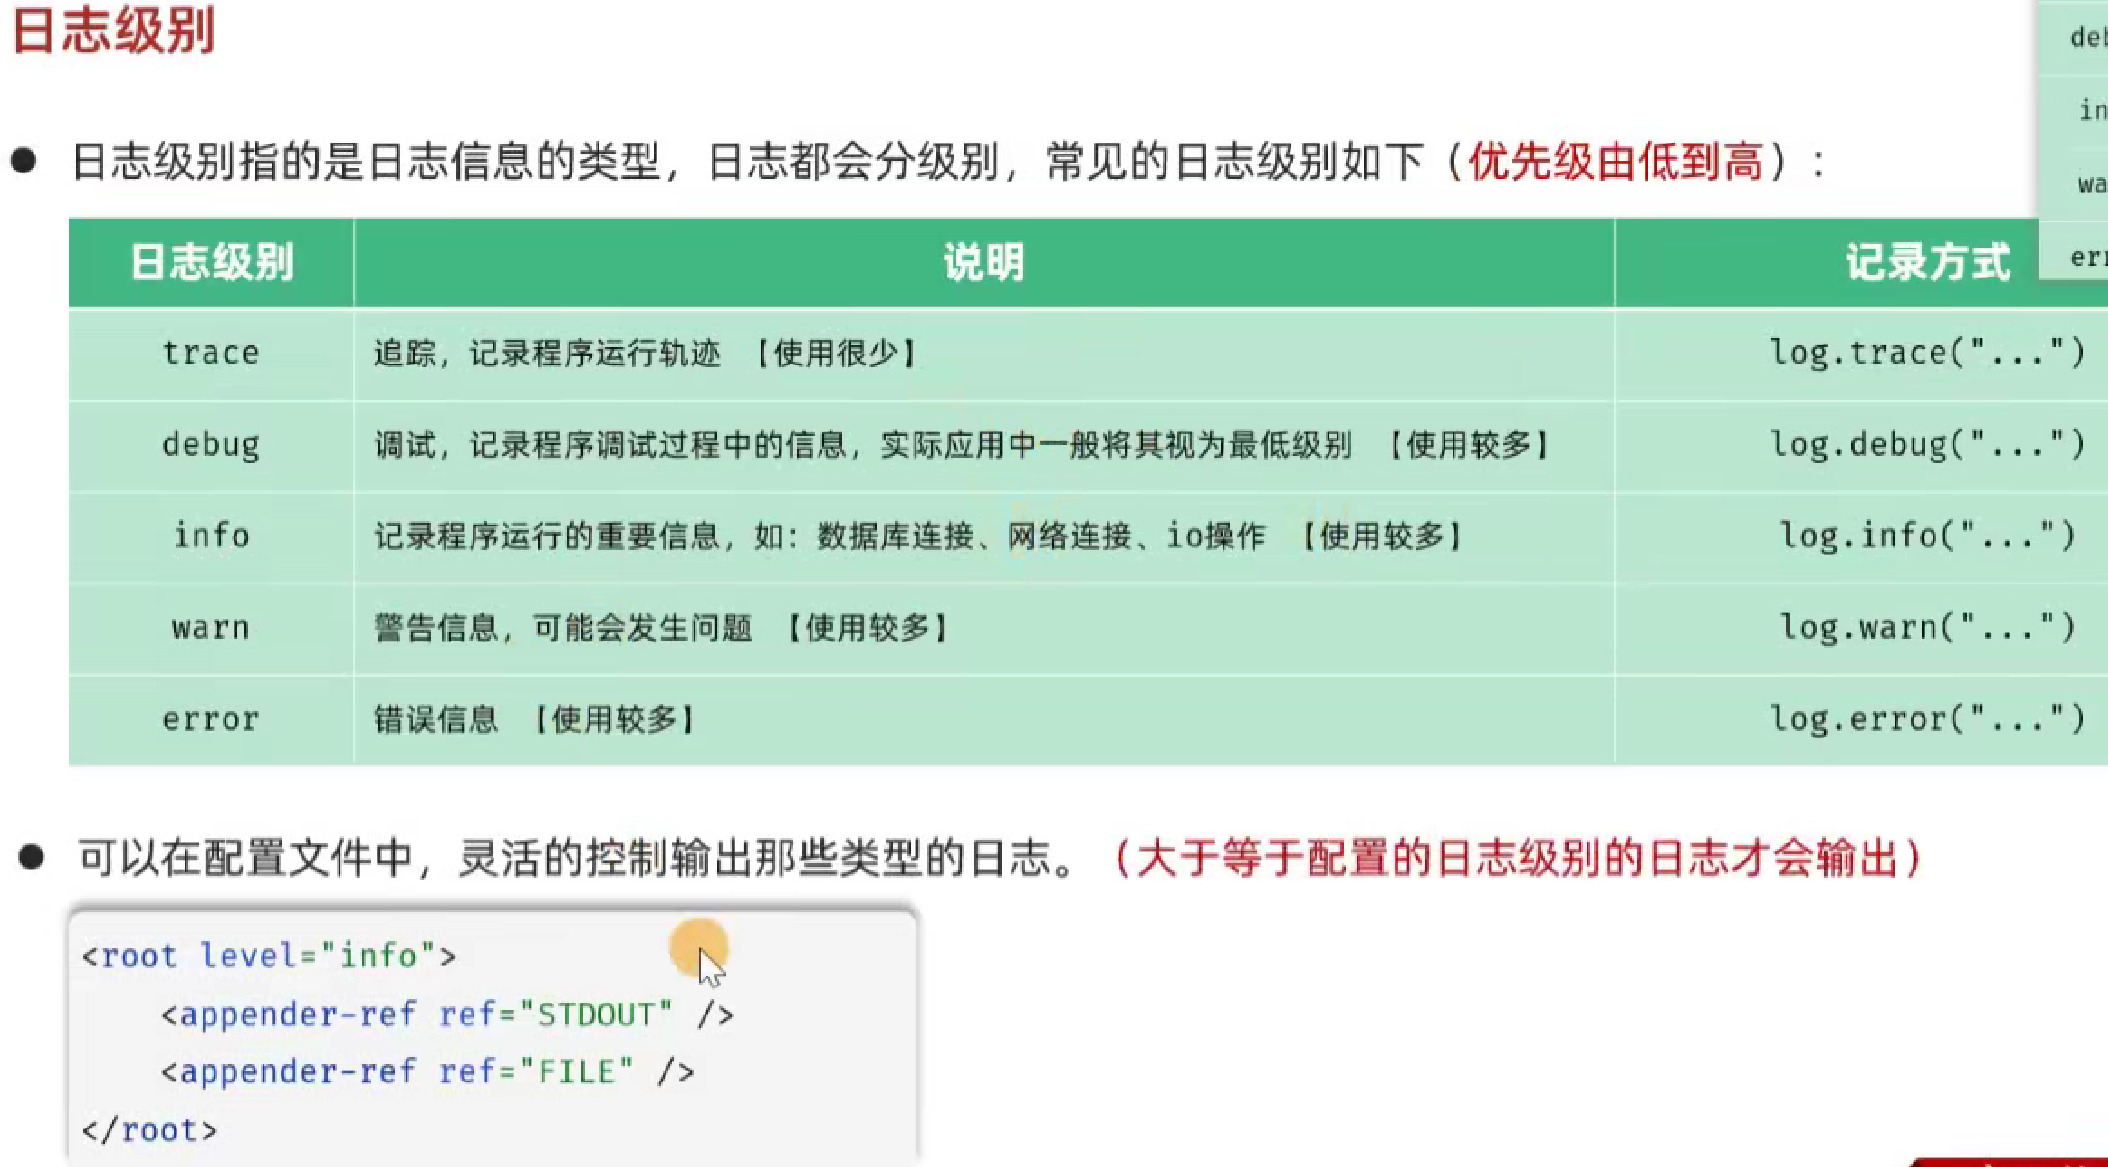 日志级别
● 日志级别指的是日志信息的类型，日志都会分级别，常见的日志级别如下（优先级由低到高）：
日志级别 说明 记录方式
trace 追踪，记录程序运行轨迹 【使用很少】 log.trace("...")
debug 调试，记录程序调试过程中的信息，实际应用中一般将其视为最低级别 【使用较多】 log.debug("...")
info 记录程序运行的重要信息，如：数据库连接、网络连接、io操作 【使用较多】 log.info("...")
warn 警告信息，可能会发生问题 【使用较多】 log.warn("...")
error 错误信息 【使用较多】 log.error("...")
● 可以在配置文件中，灵活的控制输出那些类型的日志。（大于等于配置的日志级别的日志才会输出）
<root level="info">
    <appender-ref ref="STDOUT" />
    <appender-ref ref="FILE" />
</root>